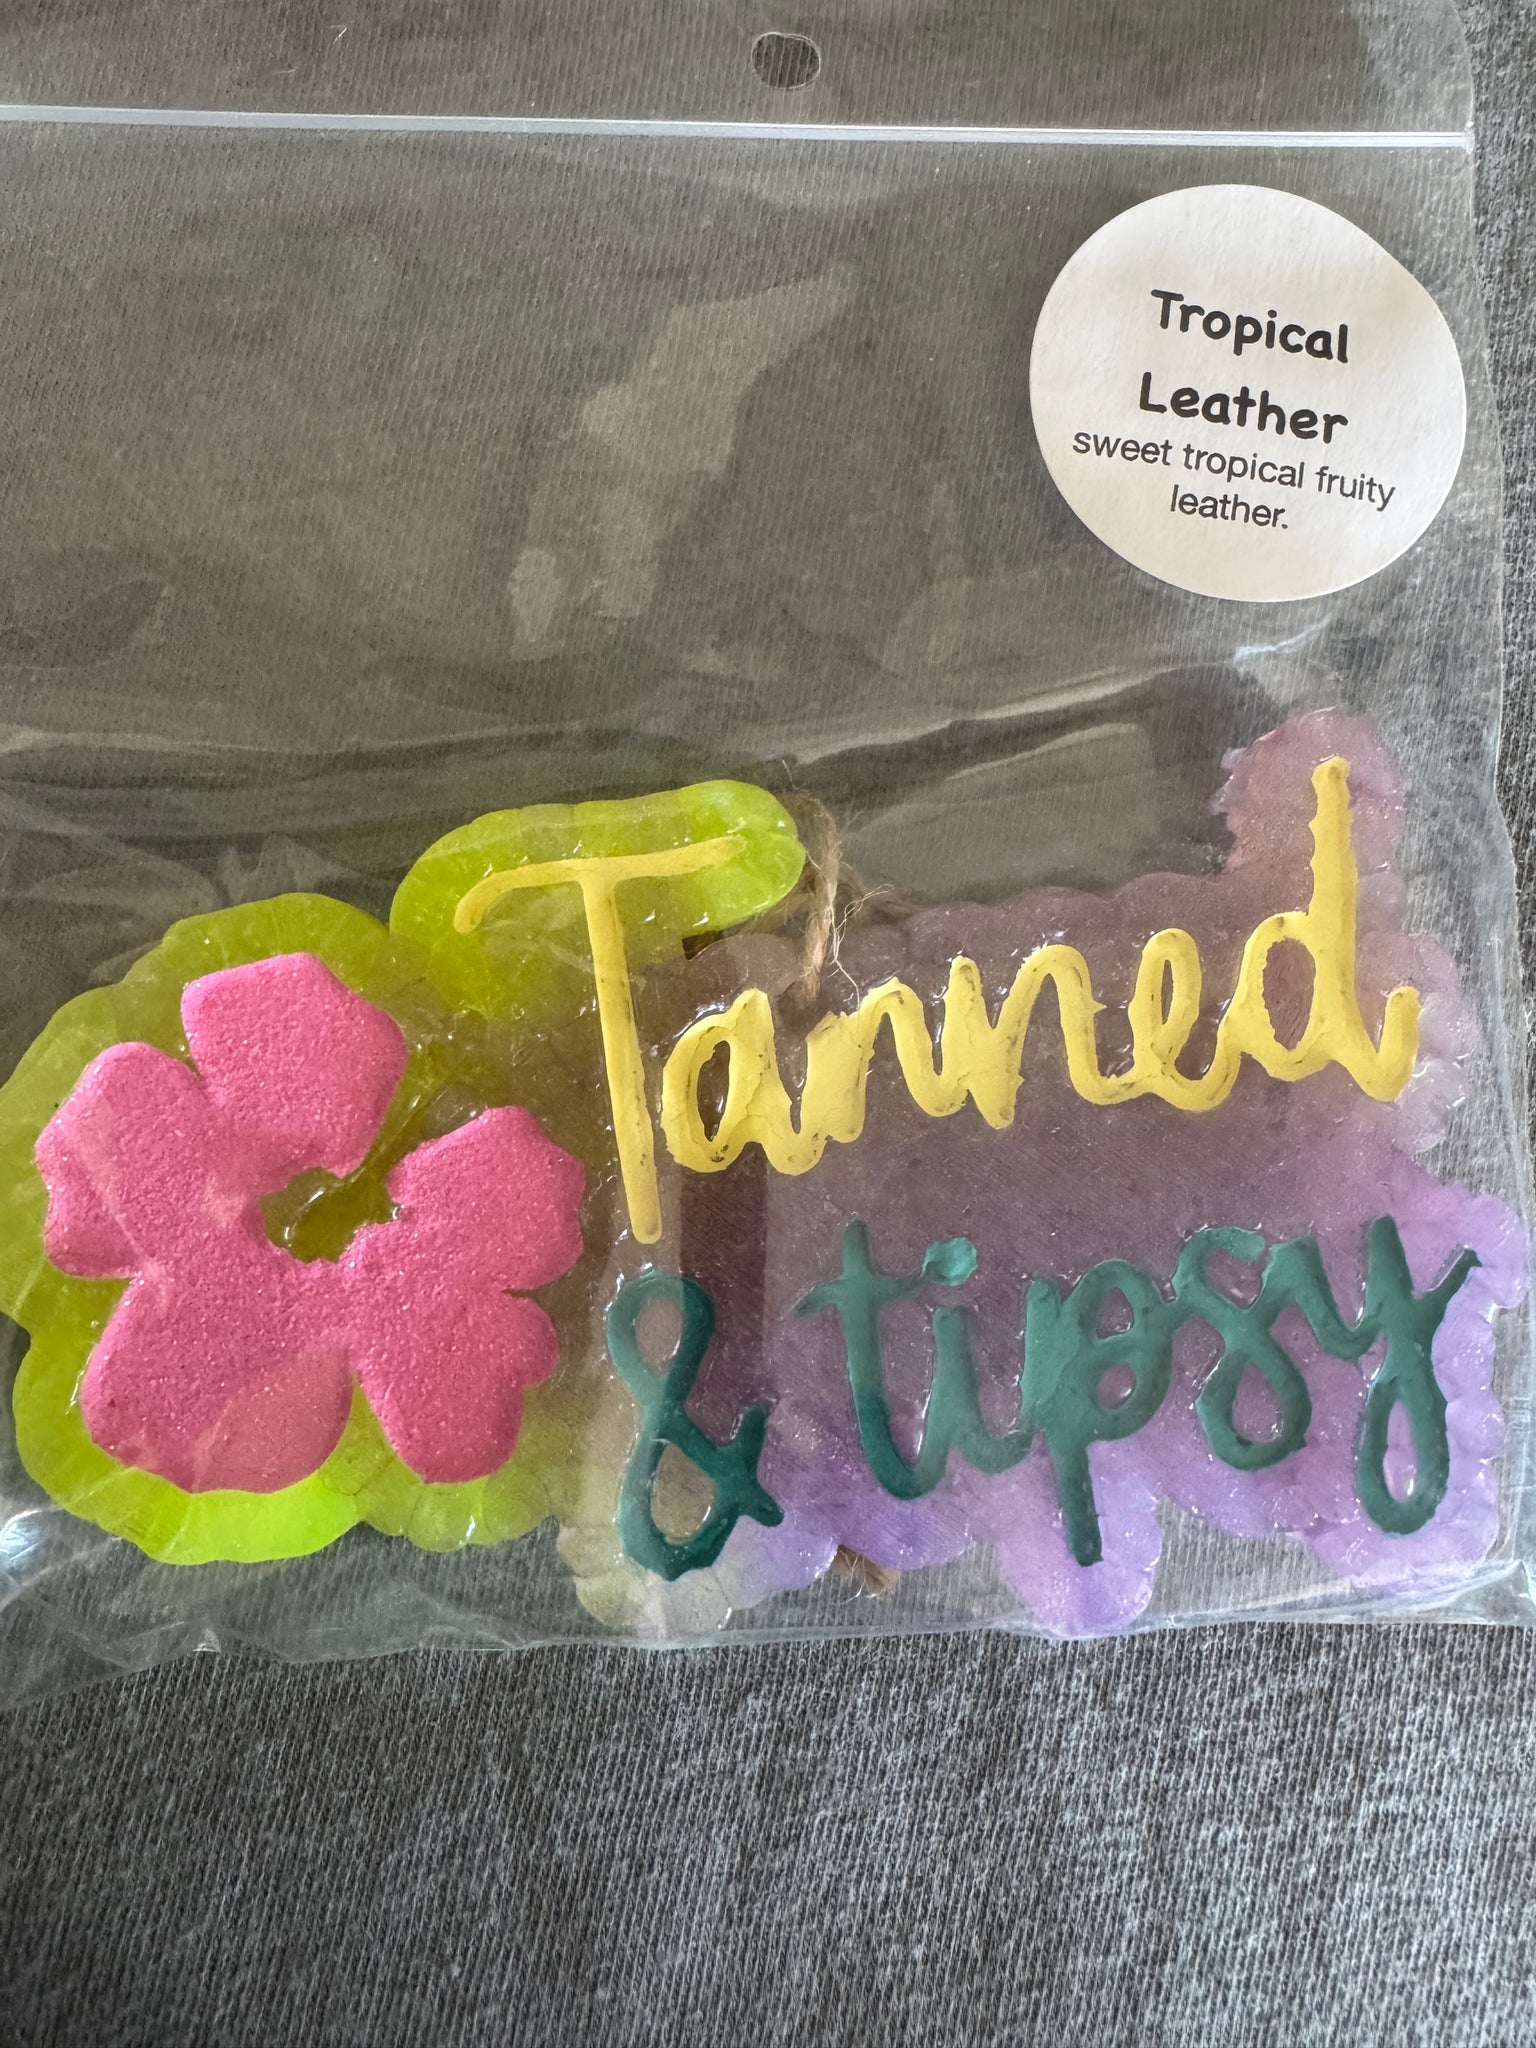 Tropical
Leather
sweet tropical fruity
leather.
Tanned
& tipsy